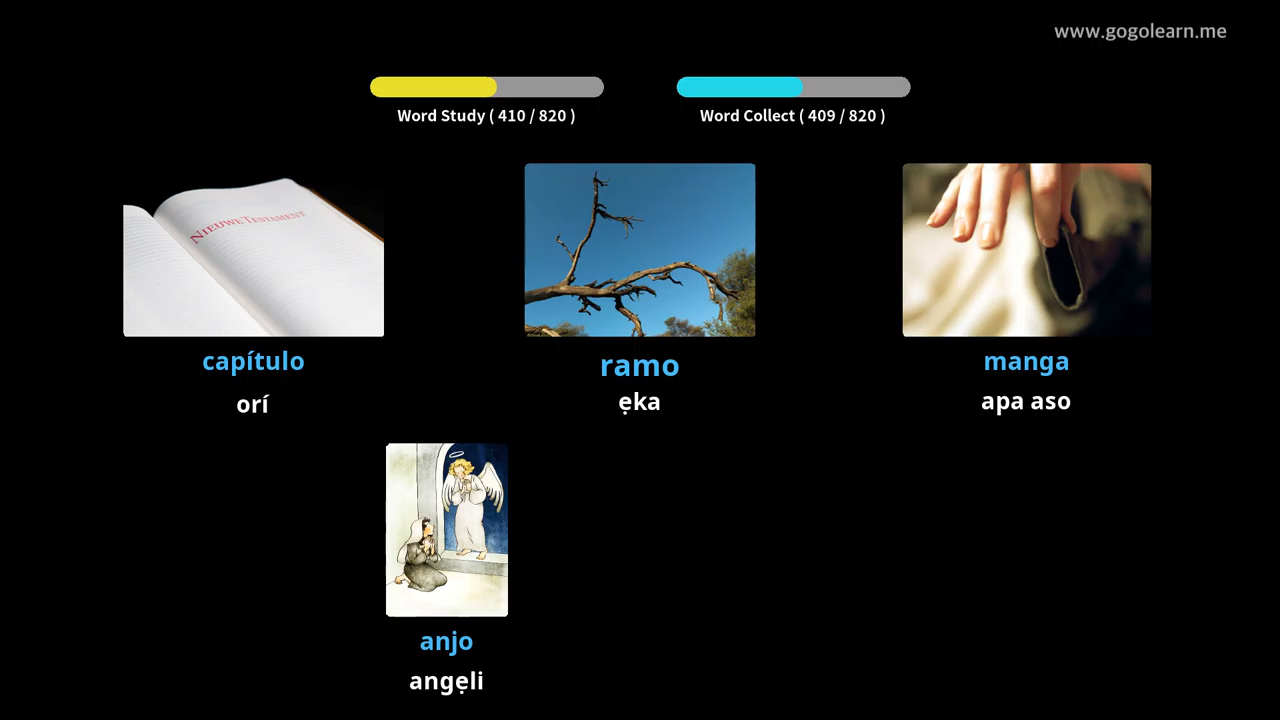 www.gogolearn.me
Word Study ( 410 / 820 )
Word Collect ( 409 / 820 )
NIEUWE TESTAMENT
capítulo
orí
ramo
ẹka
manga
apa aso
anjo
angẹli